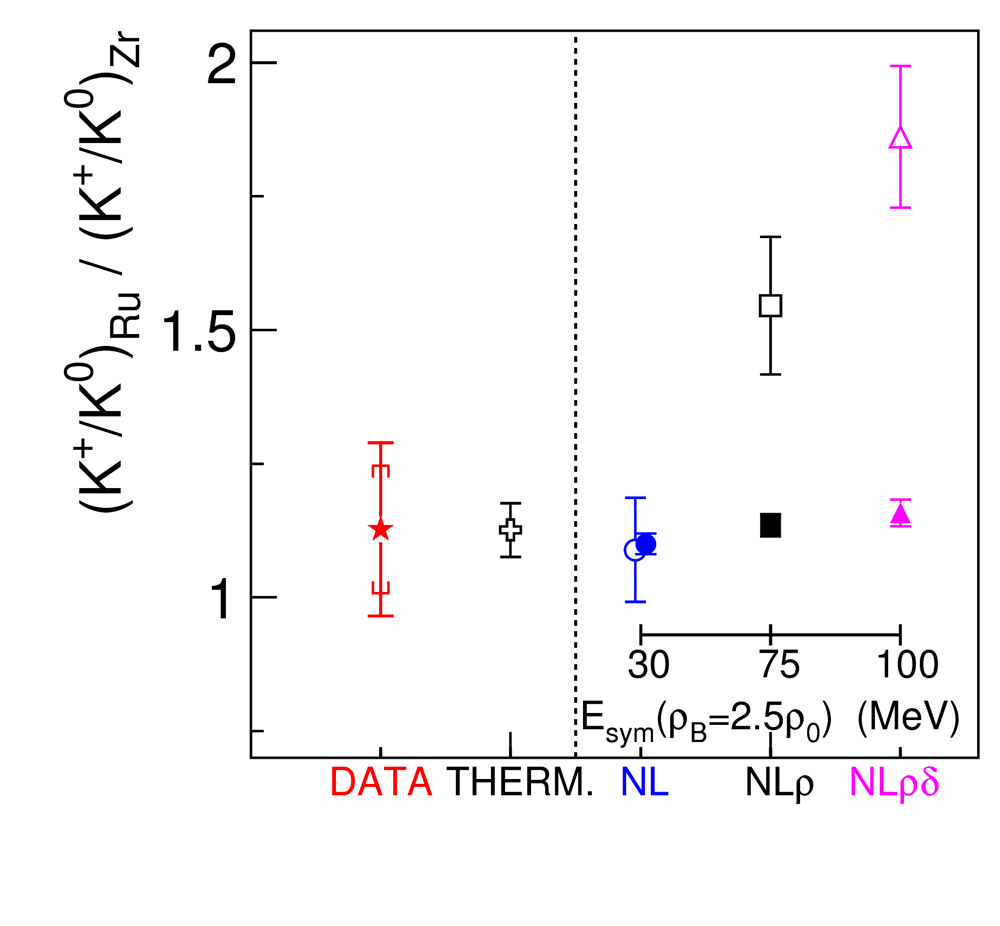 (K⁺/K⁰)Ru / (K⁺/K⁰)Zr
2
1.5
1
30 75 100
Esym(ρB=2.5ρ0) (MeV)
DATA THERM. NL NLρ NLρδ